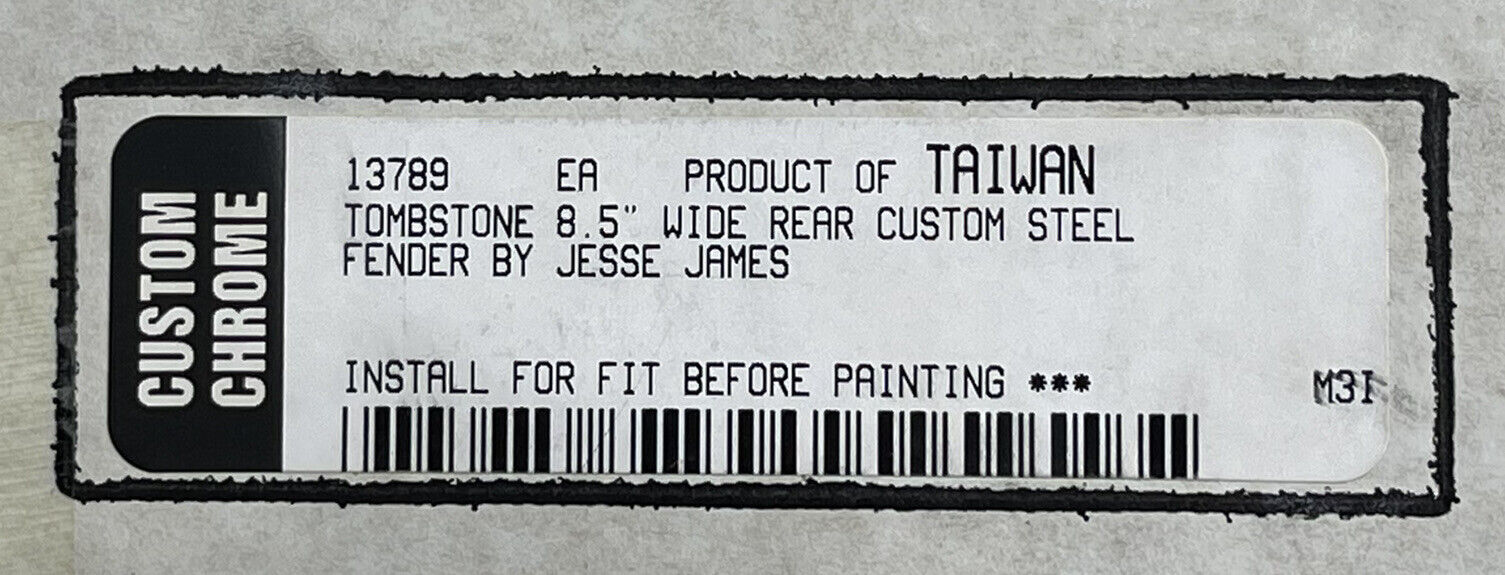 CUSTOM
CHROME
13789 EA PRODUCT OF TAIWAN
TOMBSTONE 8.5" WIDE REAR CUSTOM STEEL
FENDER BY JESSE JAMES
INSTALL FOR FIT BEFORE PAINTING *** M3I